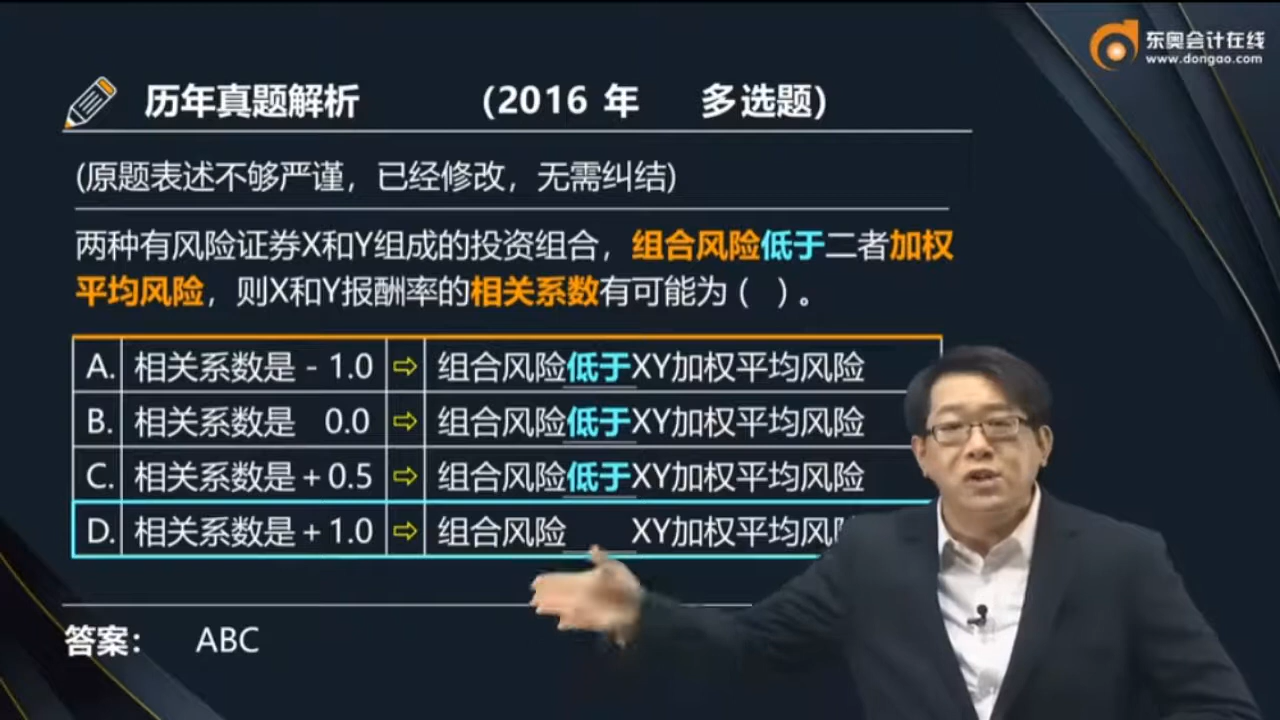 东奥会计在线
www.dongao.com
历年真题解析 (2016 年 多选题)
(原题表述不够严谨，已经修改，无需纠结)
两种有风险证券X和Y组成的投资组合，组合风险低于二者加权
平均风险，则X和Y报酬率的相关系数有可能为 ( ) 。
A. 相关系数是 - 1.0 ⇨ 组合风险低于XY加权平均风险
B. 相关系数是 0.0 ⇨ 组合风险低于XY加权平均风险
C. 相关系数是 + 0.5 ⇨ 组合风险低于XY加权平均风险
D. 相关系数是 + 1.0 ⇨ 组合风险 XY加权平均风
答案： ABC